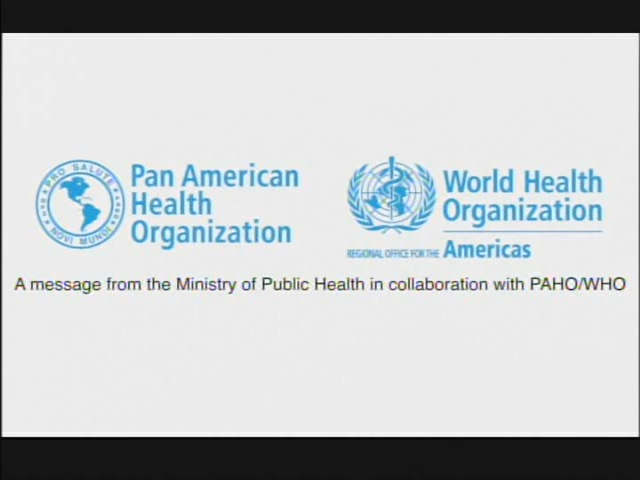 PRO SALUTE
NOVI MUNDI
Pan American
Health
Organization
World Health
Organization
REGIONAL OFFICE FOR THE Americas
A message from the Ministry of Public Health in collaboration with PAHO/WHO